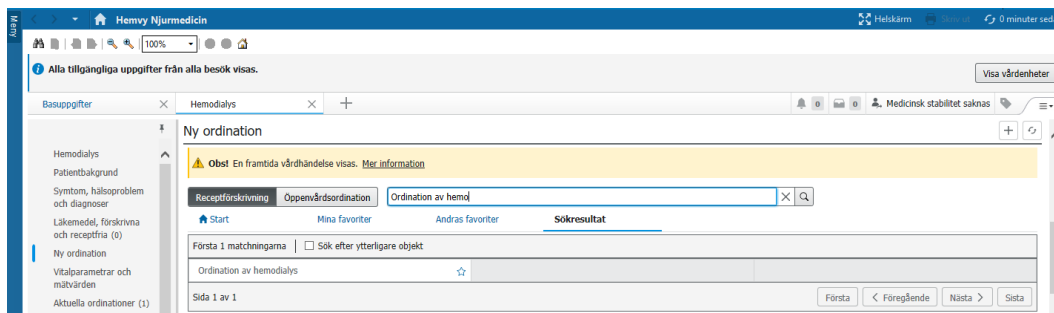 Meny
Hemvy Njurmedicin
Helskärm Skriv ut 0 minuter sed
100%
Alla tillgängliga uppgifter från alla besök visas.
Visa vårdenheter
Basuppgifter Hemodialys
0 0 Medicinsk stabilitet saknas
Ny ordination
Hemodialys
Patientbakgrund
Symtom, hälsoproblem
och diagnoser
Läkemedel, förskrivna
och receptfria (0)
Ny ordination
Vitalparametrar och
mätvärden
Aktuella ordinationer (1)
Obs! En framtida vårdhändelse visas. Mer information
Receptförskrivning Öppenvårdsordination Ordination av hemo
Start Mina favoriter Andras favoriter Sökresultat
Första 1 matchningarna Sök efter ytterligare objekt
Ordination av hemodialys
Sida 1 av 1
Första Föregående Nästa Sista